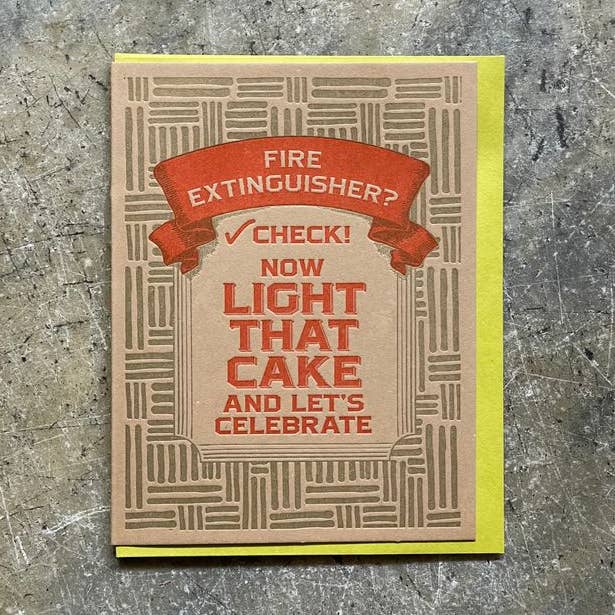 FIRE
EXTINGUISHER?
✓CHECK!
NOW
LIGHT
THAT
CAKE
AND LET'S
CELEBRATE